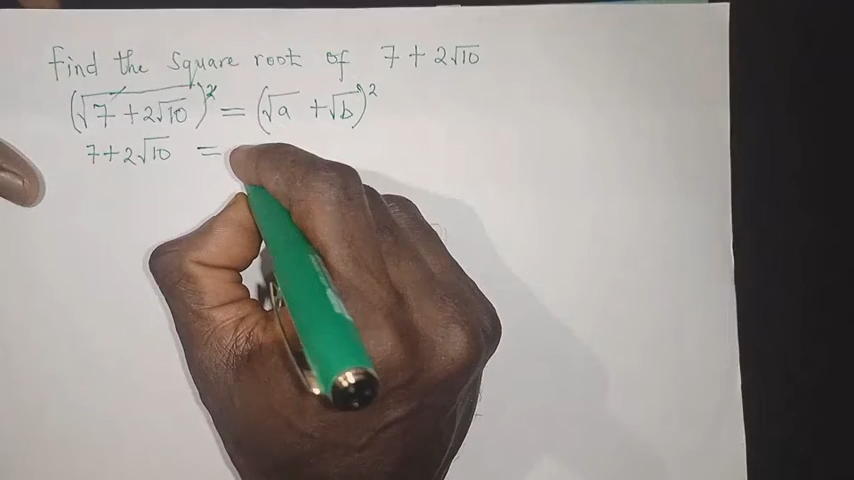 find the square root of 7 + 2√10
(√7 + 2√10)² = (√a + √b)²
7+2√10 =